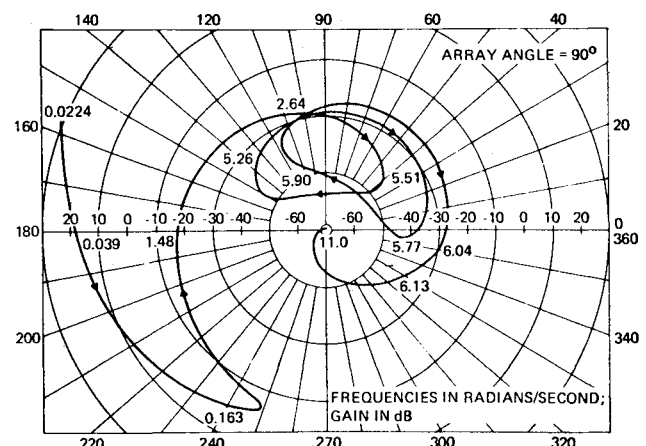 140 120 90 60 40
ARRAY ANGLE = 90º
0.0224
2.64
160 20
5.26 5.90 5.51
20 10 0 -10 -20 -30 -40 -60 -60 -40 -30 -20 -10 0 10 20 0
180 0.039 1.48 11.0 5.77 6.04 360
6.13
200 340
0.163
FREQUENCIES IN RADIANS/SECOND;
GAIN IN dB
220 240 270 300 320